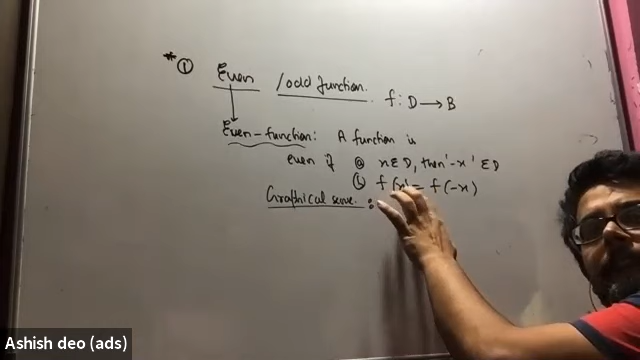 * ① Even / odd function.
f : D → B
Even-function : A function is
even if ⓐ x ∈ D, then '-x' ∈ D
ⓑ f(x) = f(-x)
Graphical sense :
Ashish deo (ads)